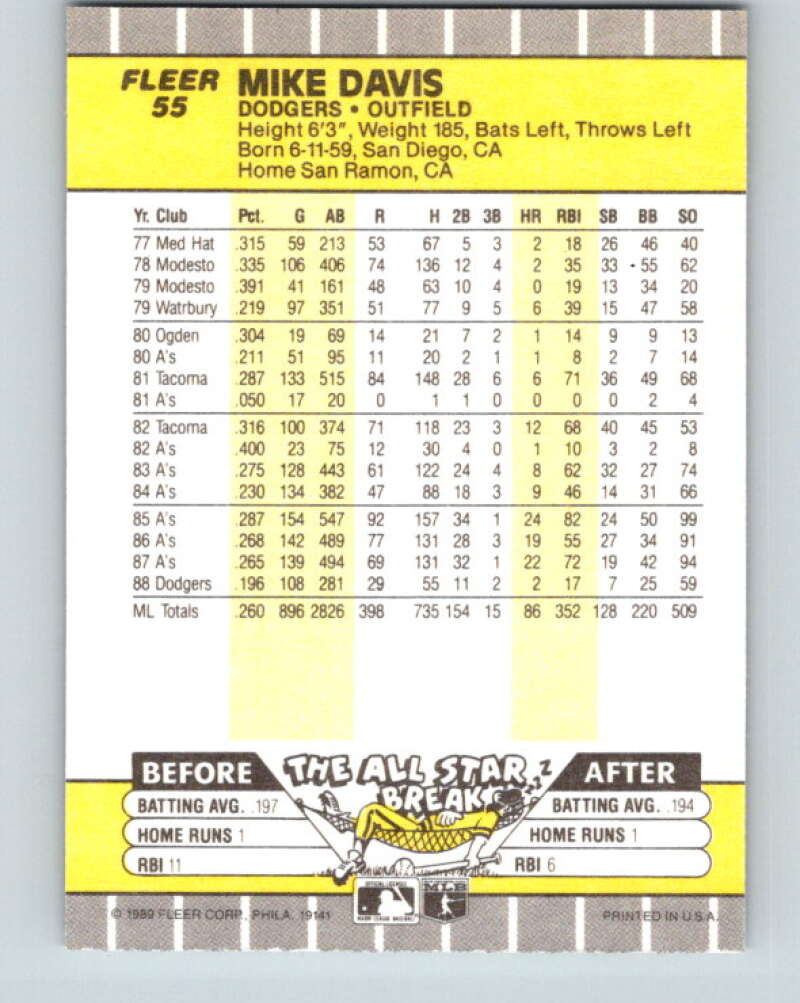 FLEER
55
MIKE DAVIS
DODGERS • OUTFIELD
Height 6'3", Weight 185, Bats Left, Throws Left
Born 6-11-59, San Diego, CA
Home San Ramon, CA
Yr. Club Pct. G AB R H 2B 3B HR RBI SB BB SO
77 Med Hat .315 59 213 53 67 5 3 2 18 26 46 40
78 Modesto .335 106 406 74 136 12 4 2 35 33 55 62
79 Modesto .391 41 161 48 63 10 4 0 19 13 34 20
79 Watrbury .219 97 351 51 77 9 5 6 39 15 47 58
80 Ogden .304 19 69 14 21 7 2 1 14 9 9 13
80 A's .211 51 95 11 20 2 1 1 8 2 7 14
81 Tacoma .287 133 515 84 148 28 6 6 71 36 49 68
81 A's .050 17 20 0 1 1 0 0 0 0 2 4
82 Tacoma .316 100 374 71 118 23 3 12 68 40 45 53
82 A's .400 23 75 12 30 4 0 1 10 3 2 8
83 A's .275 128 443 61 122 24 4 8 62 32 27 74
84 A's .230 134 382 47 88 18 3 9 46 14 31 66
85 A's .287 154 547 92 157 34 1 24 82 24 50 99
86 A's .268 142 489 77 131 28 3 19 55 27 34 91
87 A's .265 139 494 69 131 32 1 22 72 19 42 94
88 Dodgers .196 108 281 29 55 11 2 2 17 7 25 59
ML Totals .260 896 2826 398 735 154 15 86 352 128 220 509
BEFORE THE ALL STAR BREAK zzz AFTER
BATTING AVG. .197 BATTING AVG. .194
HOME RUNS 1 HOME RUNS 1
RBI 11 RBI 6
OFFICIAL LICENSEE
MAJOR LEAGUE BASEBALL
MLB
© 1989 FLEER CORP., PHILA. 19141 PRINTED IN U.S.A.